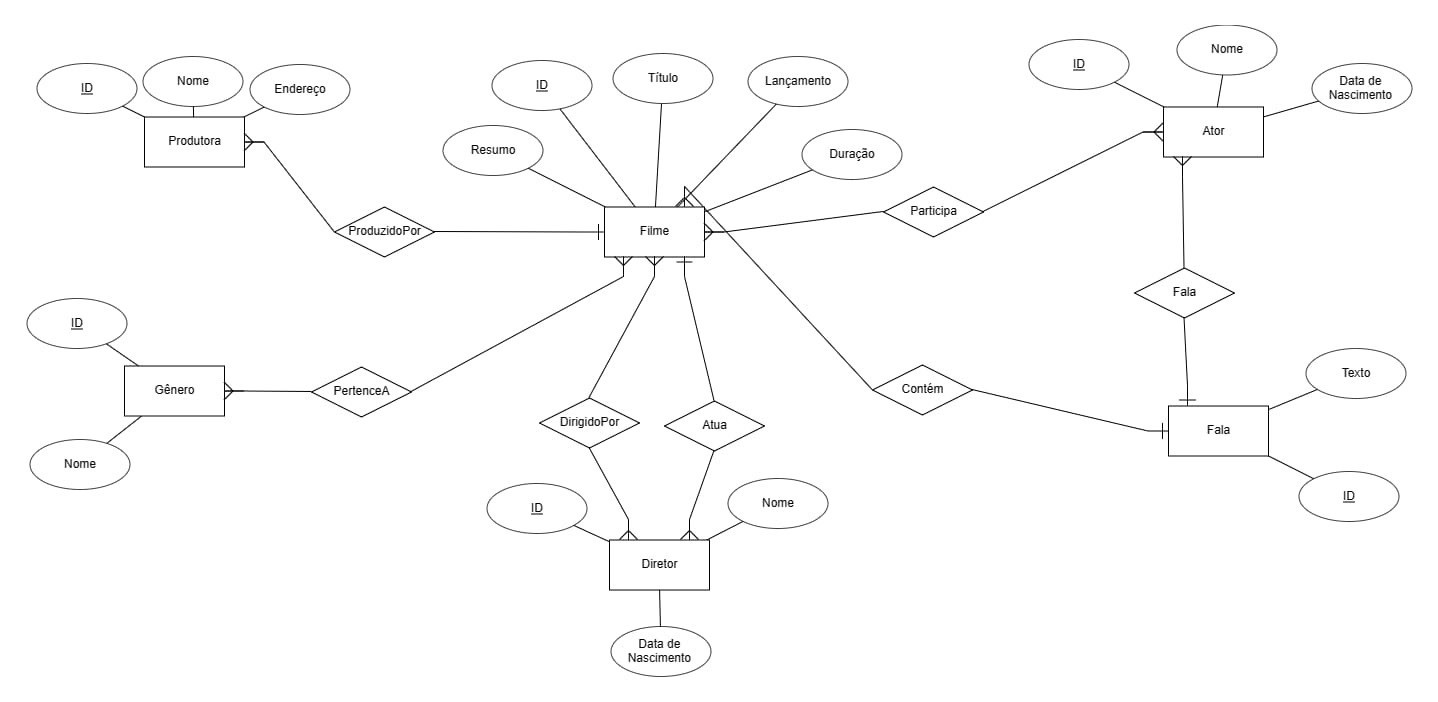 ID
Nome
Endereço
Produtora
ProduzidoPor
ID
Título
Lançamento
Resumo
Duração
Filme
Participa
ID
Nome
Data de
Nascimento
Ator
Fala
ID
Gênero
Nome
PertenceA
DirigidoPor
Atua
Contém
Texto
Fala
ID
ID
Nome
Diretor
Data de
Nascimento